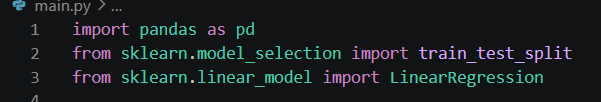 main.py > ...
1 import pandas as pd
2 from sklearn.model_selection import train_test_split
3 from sklearn.linear_model import LinearRegression
4